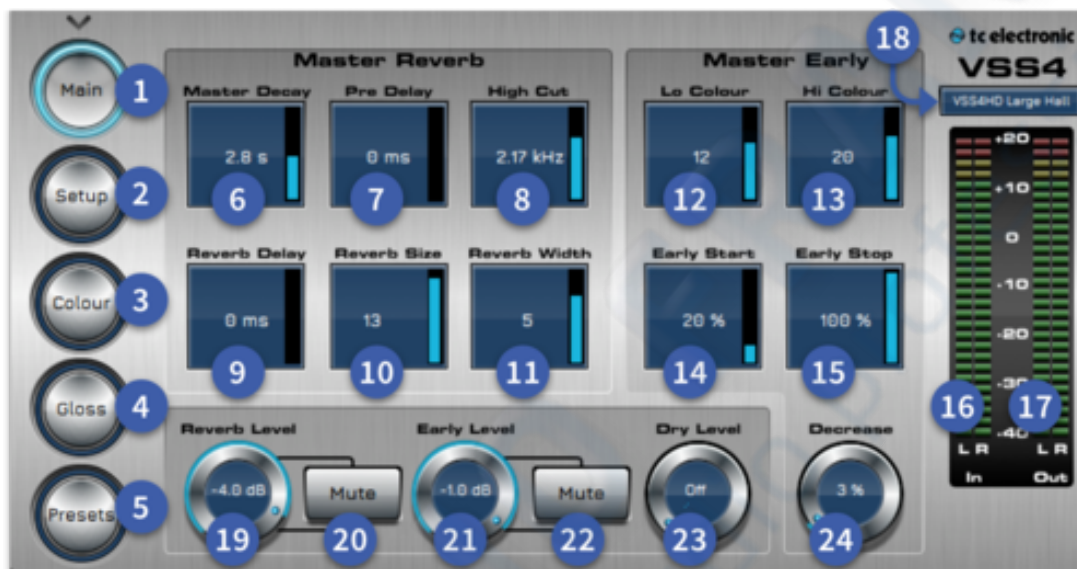 18
tc electronic
VSS4
Main
1
Master Reverb
Master Early
Master Decay
Pre Delay
High Cut
Lo Colour
Hi Colour
VSS4HD Large Hall
2.8 s
0 ms
2.17 kHz
12
20
Setup
2
6
7
8
12
13
Colour
3
Reverb Delay
Reverb Size
Reverb Width
Early Start
Early Stop
0 ms
13
5
20 %
100 %
9
10
11
14
15
Gloss
4
+20
+10
0
-10
-20
-30
-40
16
17
L R
L R
In
Out
Reverb Level
Early Level
Dry Level
Decrease
-4.0 dB
Mute
-1.0 dB
Mute
Off
3 %
Presets
5
19
20
21
22
23
24